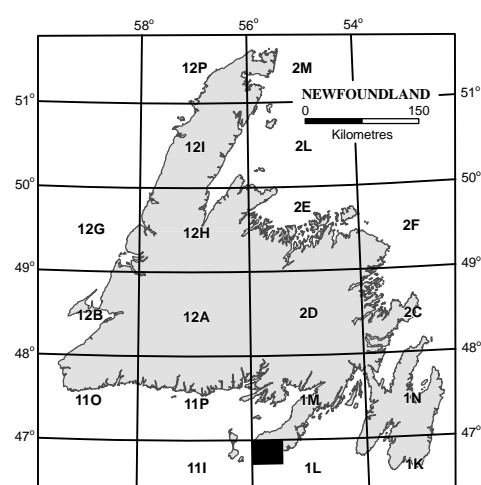 58° 56° 54°
12P 2M
51° 51°
NEWFOUNDLAND
0 150
Kilometres
12I 2L
50° 50°
2E
12G 12H 2F
49° 49°
12B 12A 2D 2C
48° 48°
11O 11P 1M 1N
47° 47°
11I 1L 1K